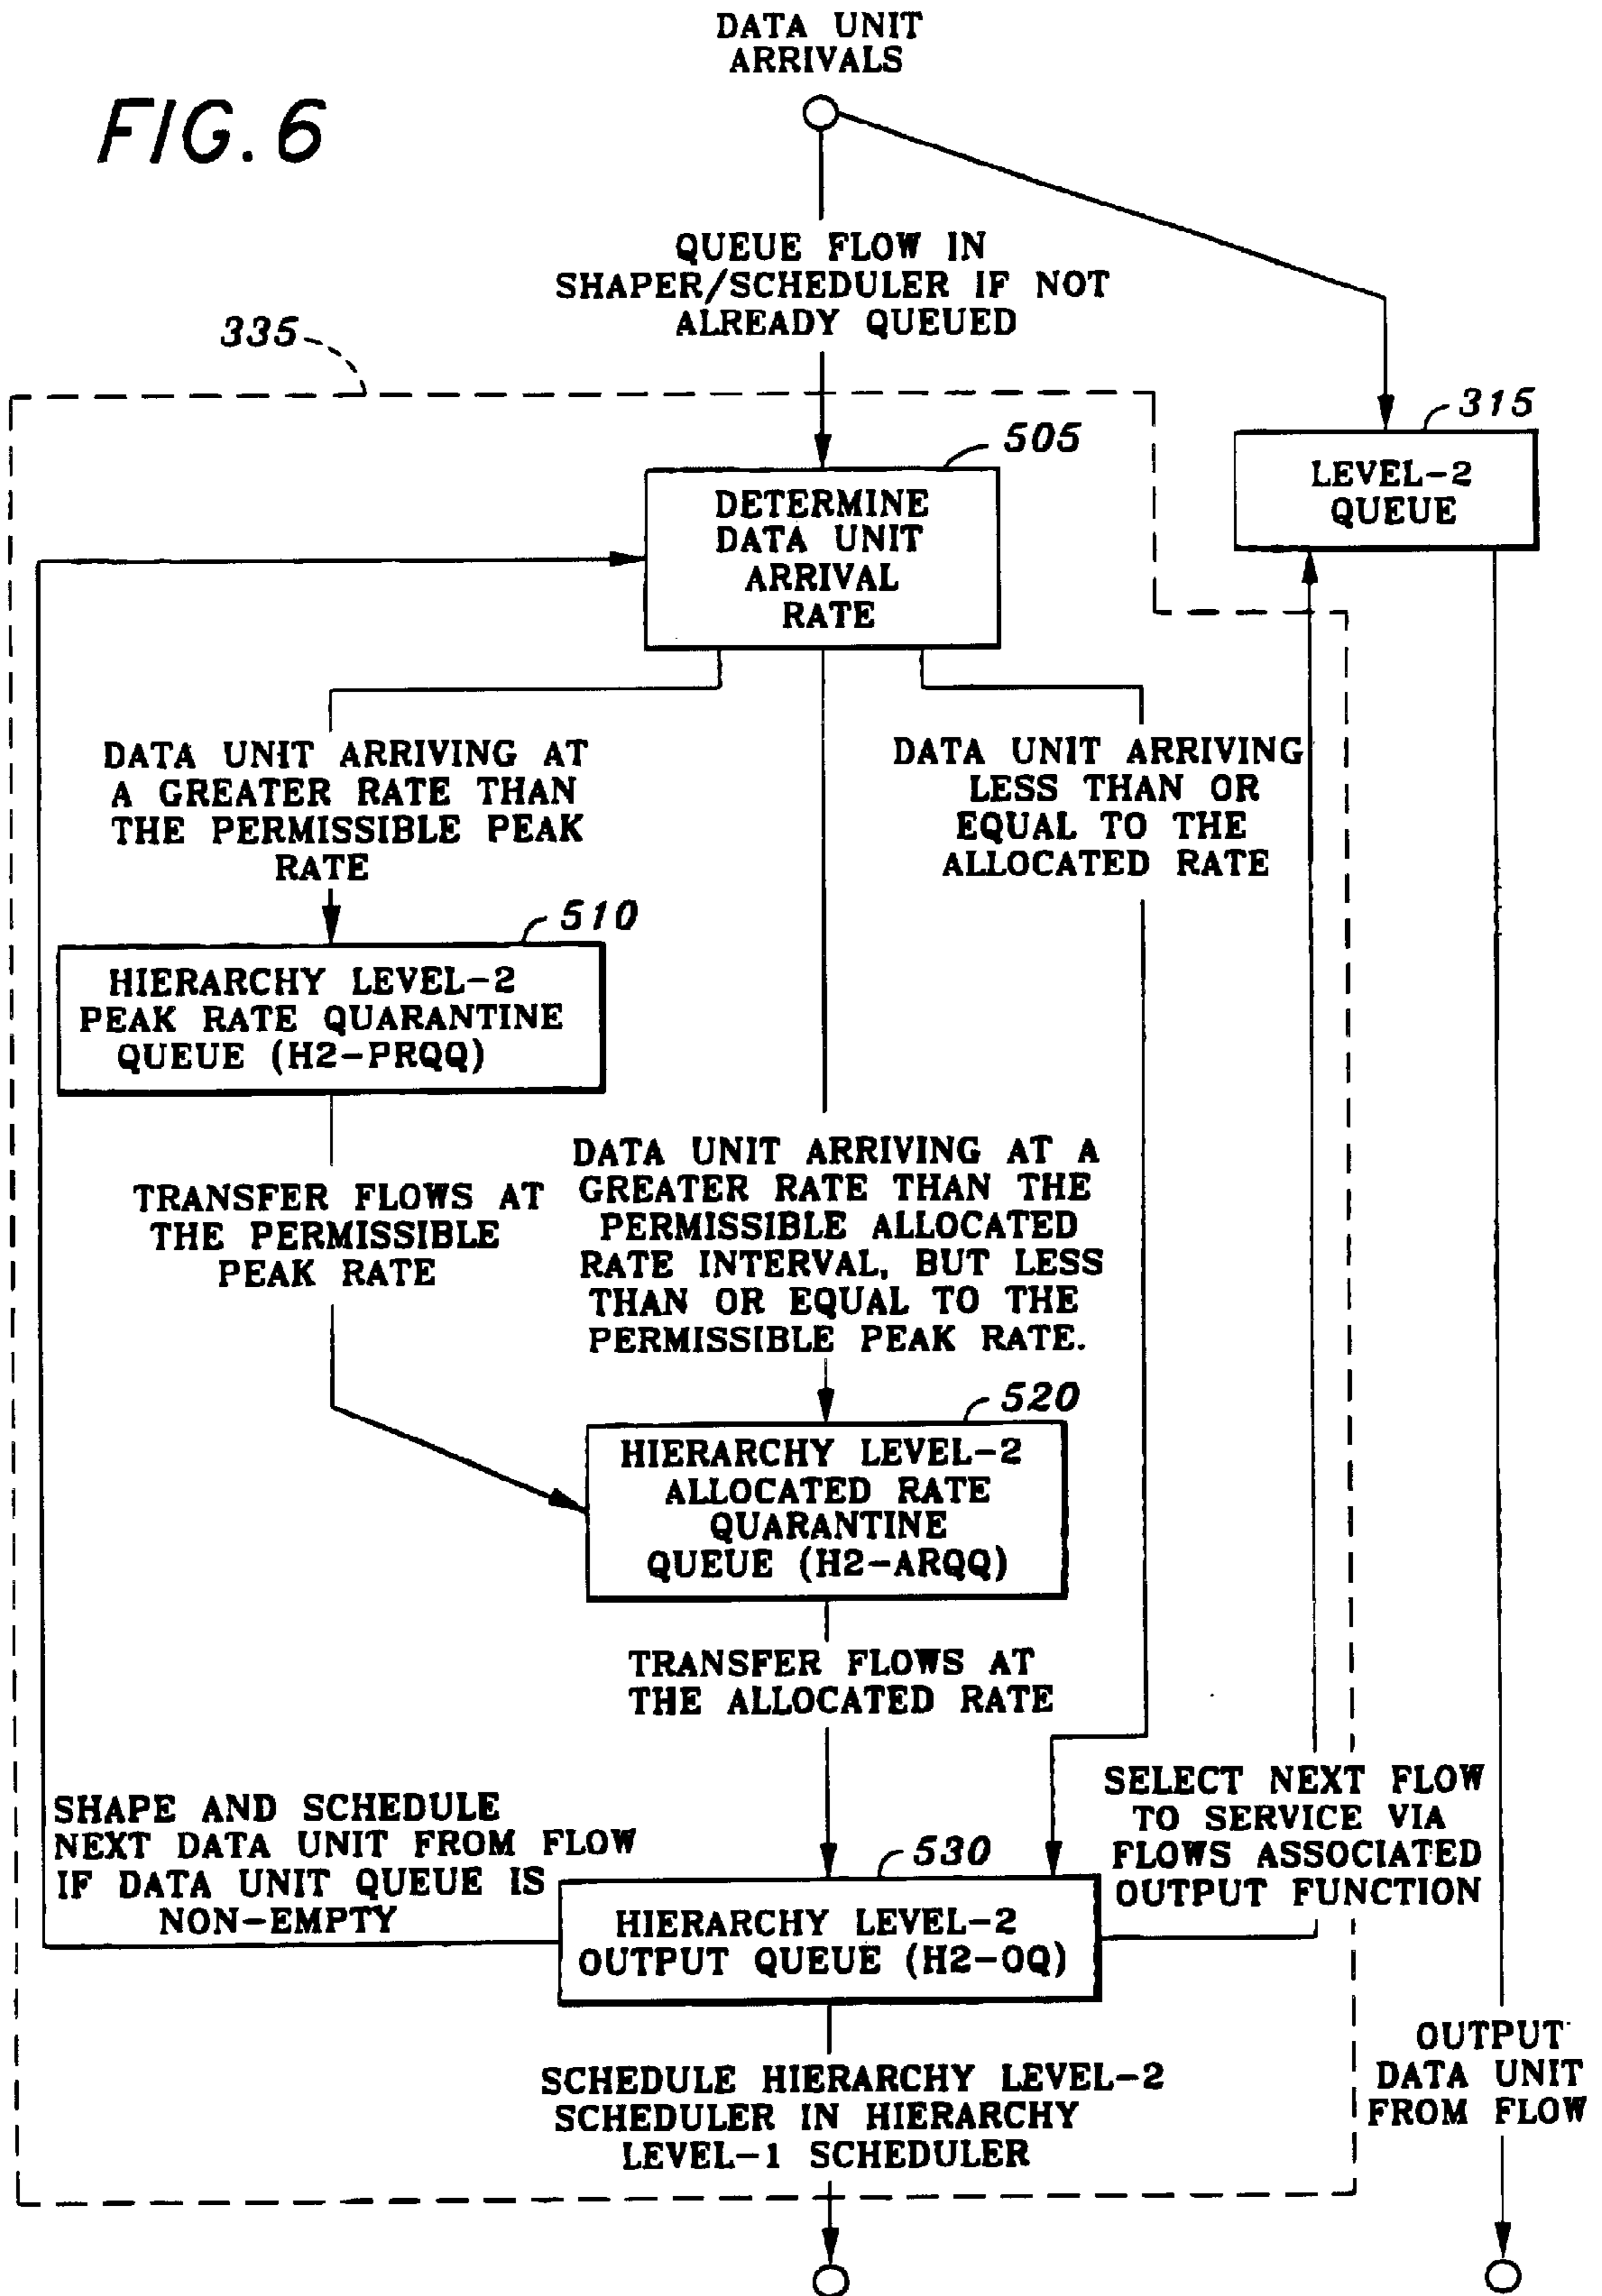 DATA UNIT
ARRIVALS
FIG. 6
QUEUE FLOW IN
SHAPER/SCHEDULER IF NOT
ALREADY QUEUED
335
315
LEVEL-2
QUEUE
505
DETERMINE
DATA UNIT
ARRIVAL
RATE
DATA UNIT ARRIVING AT
A GREATER RATE THAN
THE PERMISSIBLE PEAK
RATE
DATA UNIT ARRIVING
LESS THAN OR
EQUAL TO THE
ALLOCATED RATE
510
HIERARCHY LEVEL-2
PEAK RATE QUARANTINE
QUEUE (H2-PRQQ)
TRANSFER FLOWS AT
THE PERMISSIBLE
PEAK RATE
DATA UNIT ARRIVING AT A
GREATER RATE THAN THE
PERMISSIBLE ALLOCATED
RATE INTERVAL, BUT LESS
THAN OR EQUAL TO THE
PERMISSIBLE PEAK RATE.
520
HIERARCHY LEVEL-2
ALLOCATED RATE
QUARANTINE
QUEUE (H2-ARQQ)
TRANSFER FLOWS AT
THE ALLOCATED RATE
SHAPE AND SCHEDULE
NEXT DATA UNIT FROM FLOW
IF DATA UNIT QUEUE IS
NON-EMPTY
SELECT NEXT FLOW
TO SERVICE VIA
FLOWS ASSOCIATED
OUTPUT FUNCTION
530
HIERARCHY LEVEL-2
OUTPUT QUEUE (H2-OQ)
SCHEDULE HIERARCHY LEVEL-2
SCHEDULER IN HIERARCHY
LEVEL-1 SCHEDULER
OUTPUT
DATA UNIT
FROM FLOW